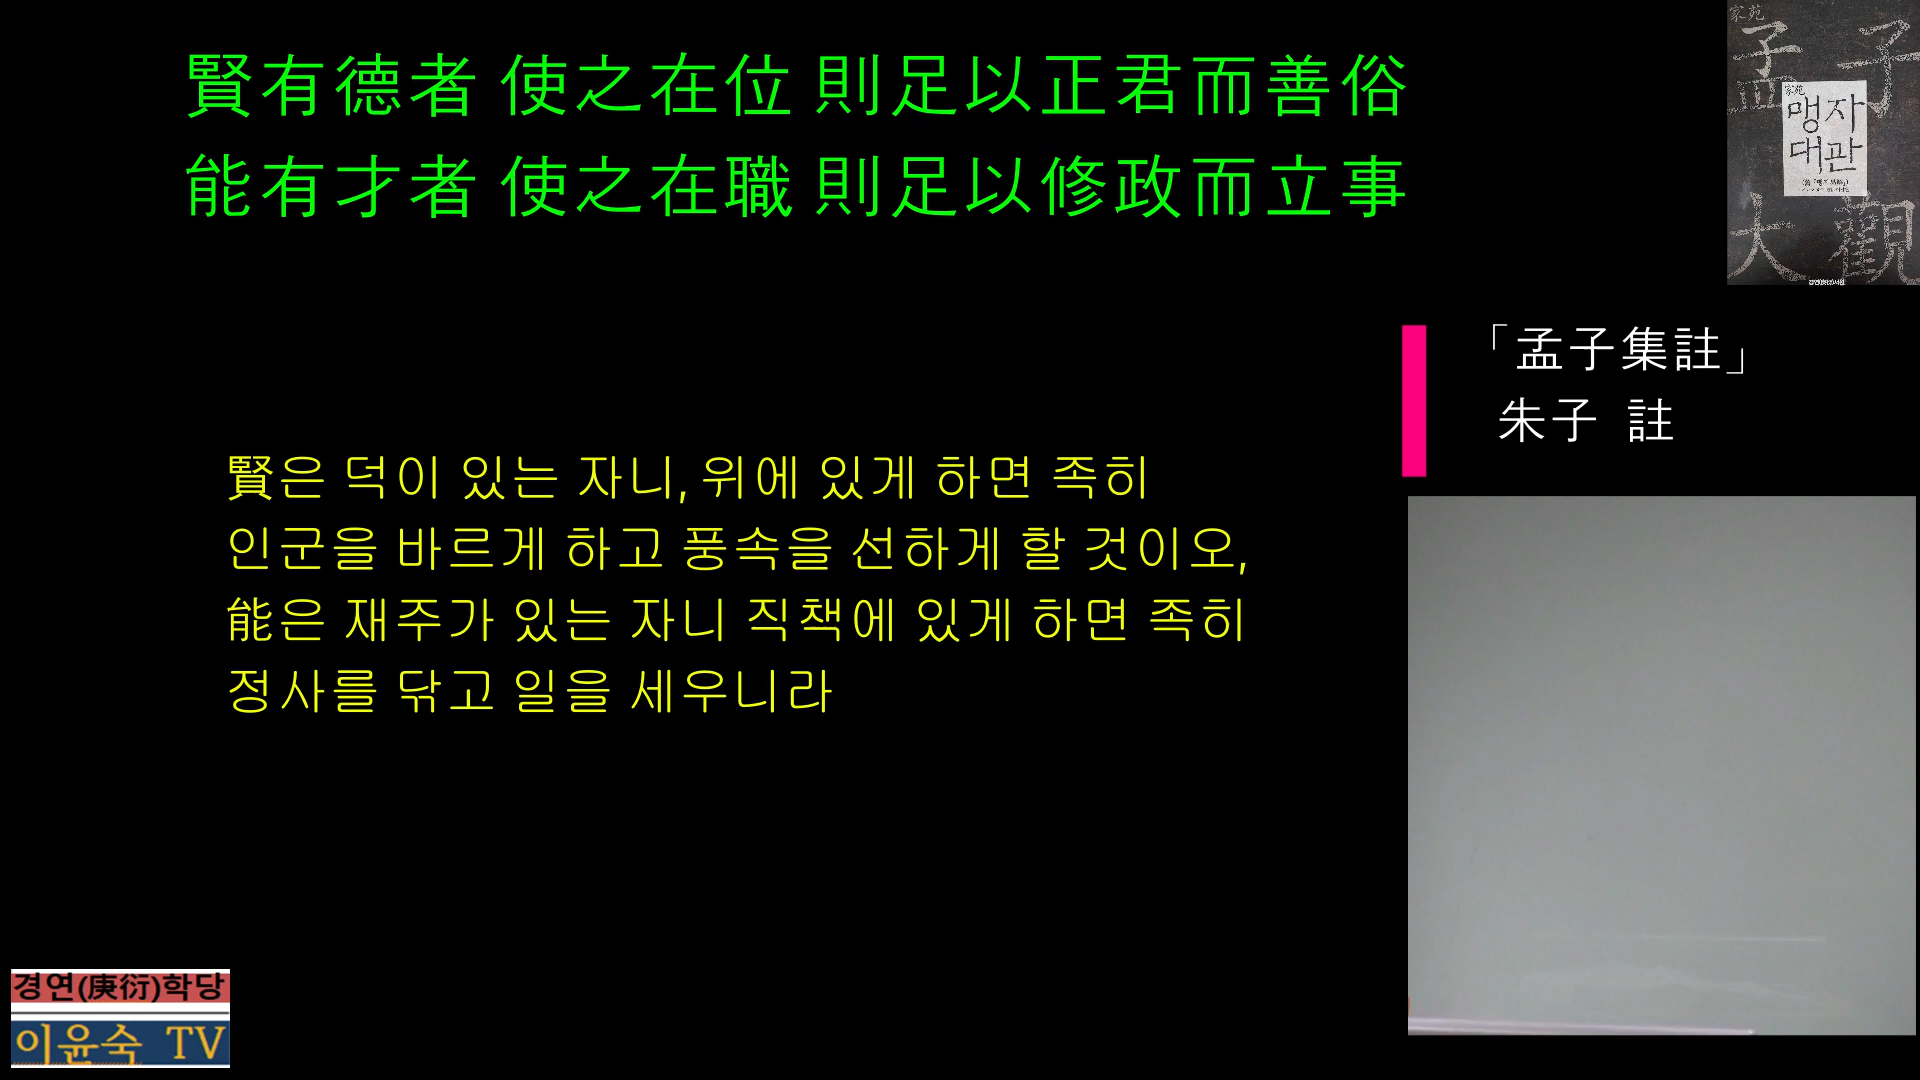 賢有德者 使之在位 則足以正君而善俗
能有才者 使之在職 則足以修政而立事
賢은 덕이 있는 자니, 위에 있게 하면 족히
인군을 바르게 하고 풍속을 선하게 할 것이오,
能은 재주가 있는 자니 직책에 있게 하면 족히
정사를 닦고 일을 세우니라
家苑
孟子
家苑
맹자
대관
大觀
「孟子集註」
朱子 註
경연(庚衍)학당
이윤숙 TV